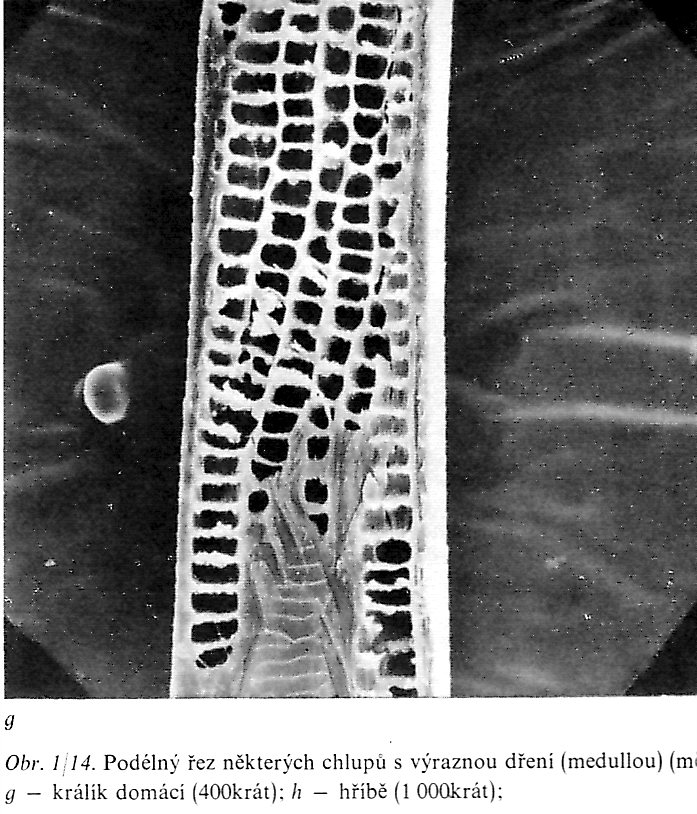 g
Obr. 1/14. Podélný řez některých chlupů s výraznou dření (medullou)
g — králík domácí (400krát); h — hříbě (1 000krát);